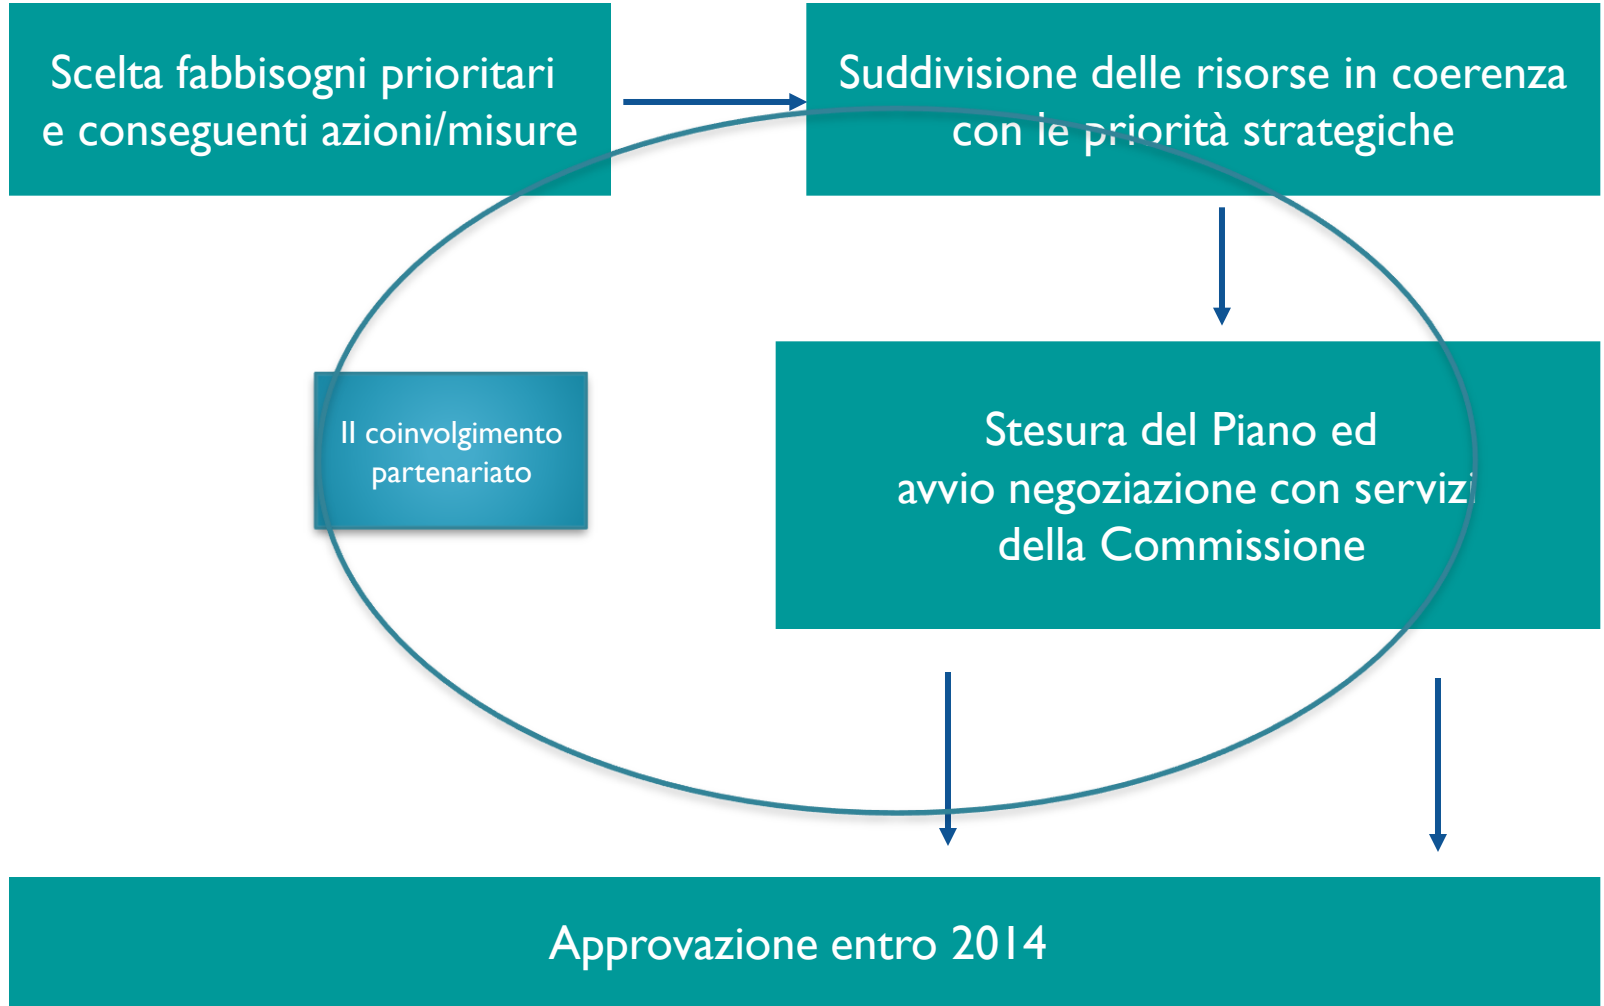 Scelta fabbisogni prioritari
e conseguenti azioni/misure
Suddivisione delle risorse in coerenza
con le priorità strategiche
Il coinvolgimento
partenariato
Stesura del Piano ed
avvio negoziazione con servizi
della Commissione
Approvazione entro 2014